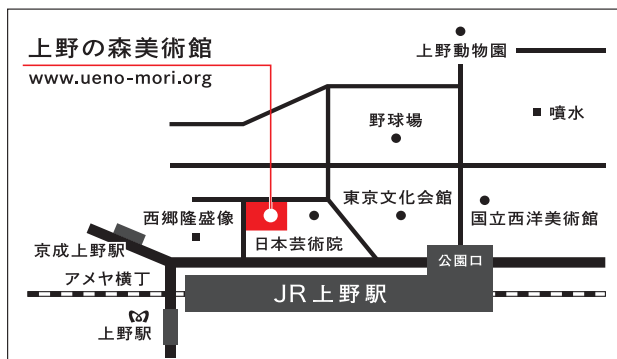 上野の森美術館
www.ueno-mori.org
上野動物園
噴水
野球場
東京文化会館
国立西洋美術館
西郷隆盛像
日本芸術院
京成上野駅
公園口
アメヤ横丁
JR上野駅
上野駅